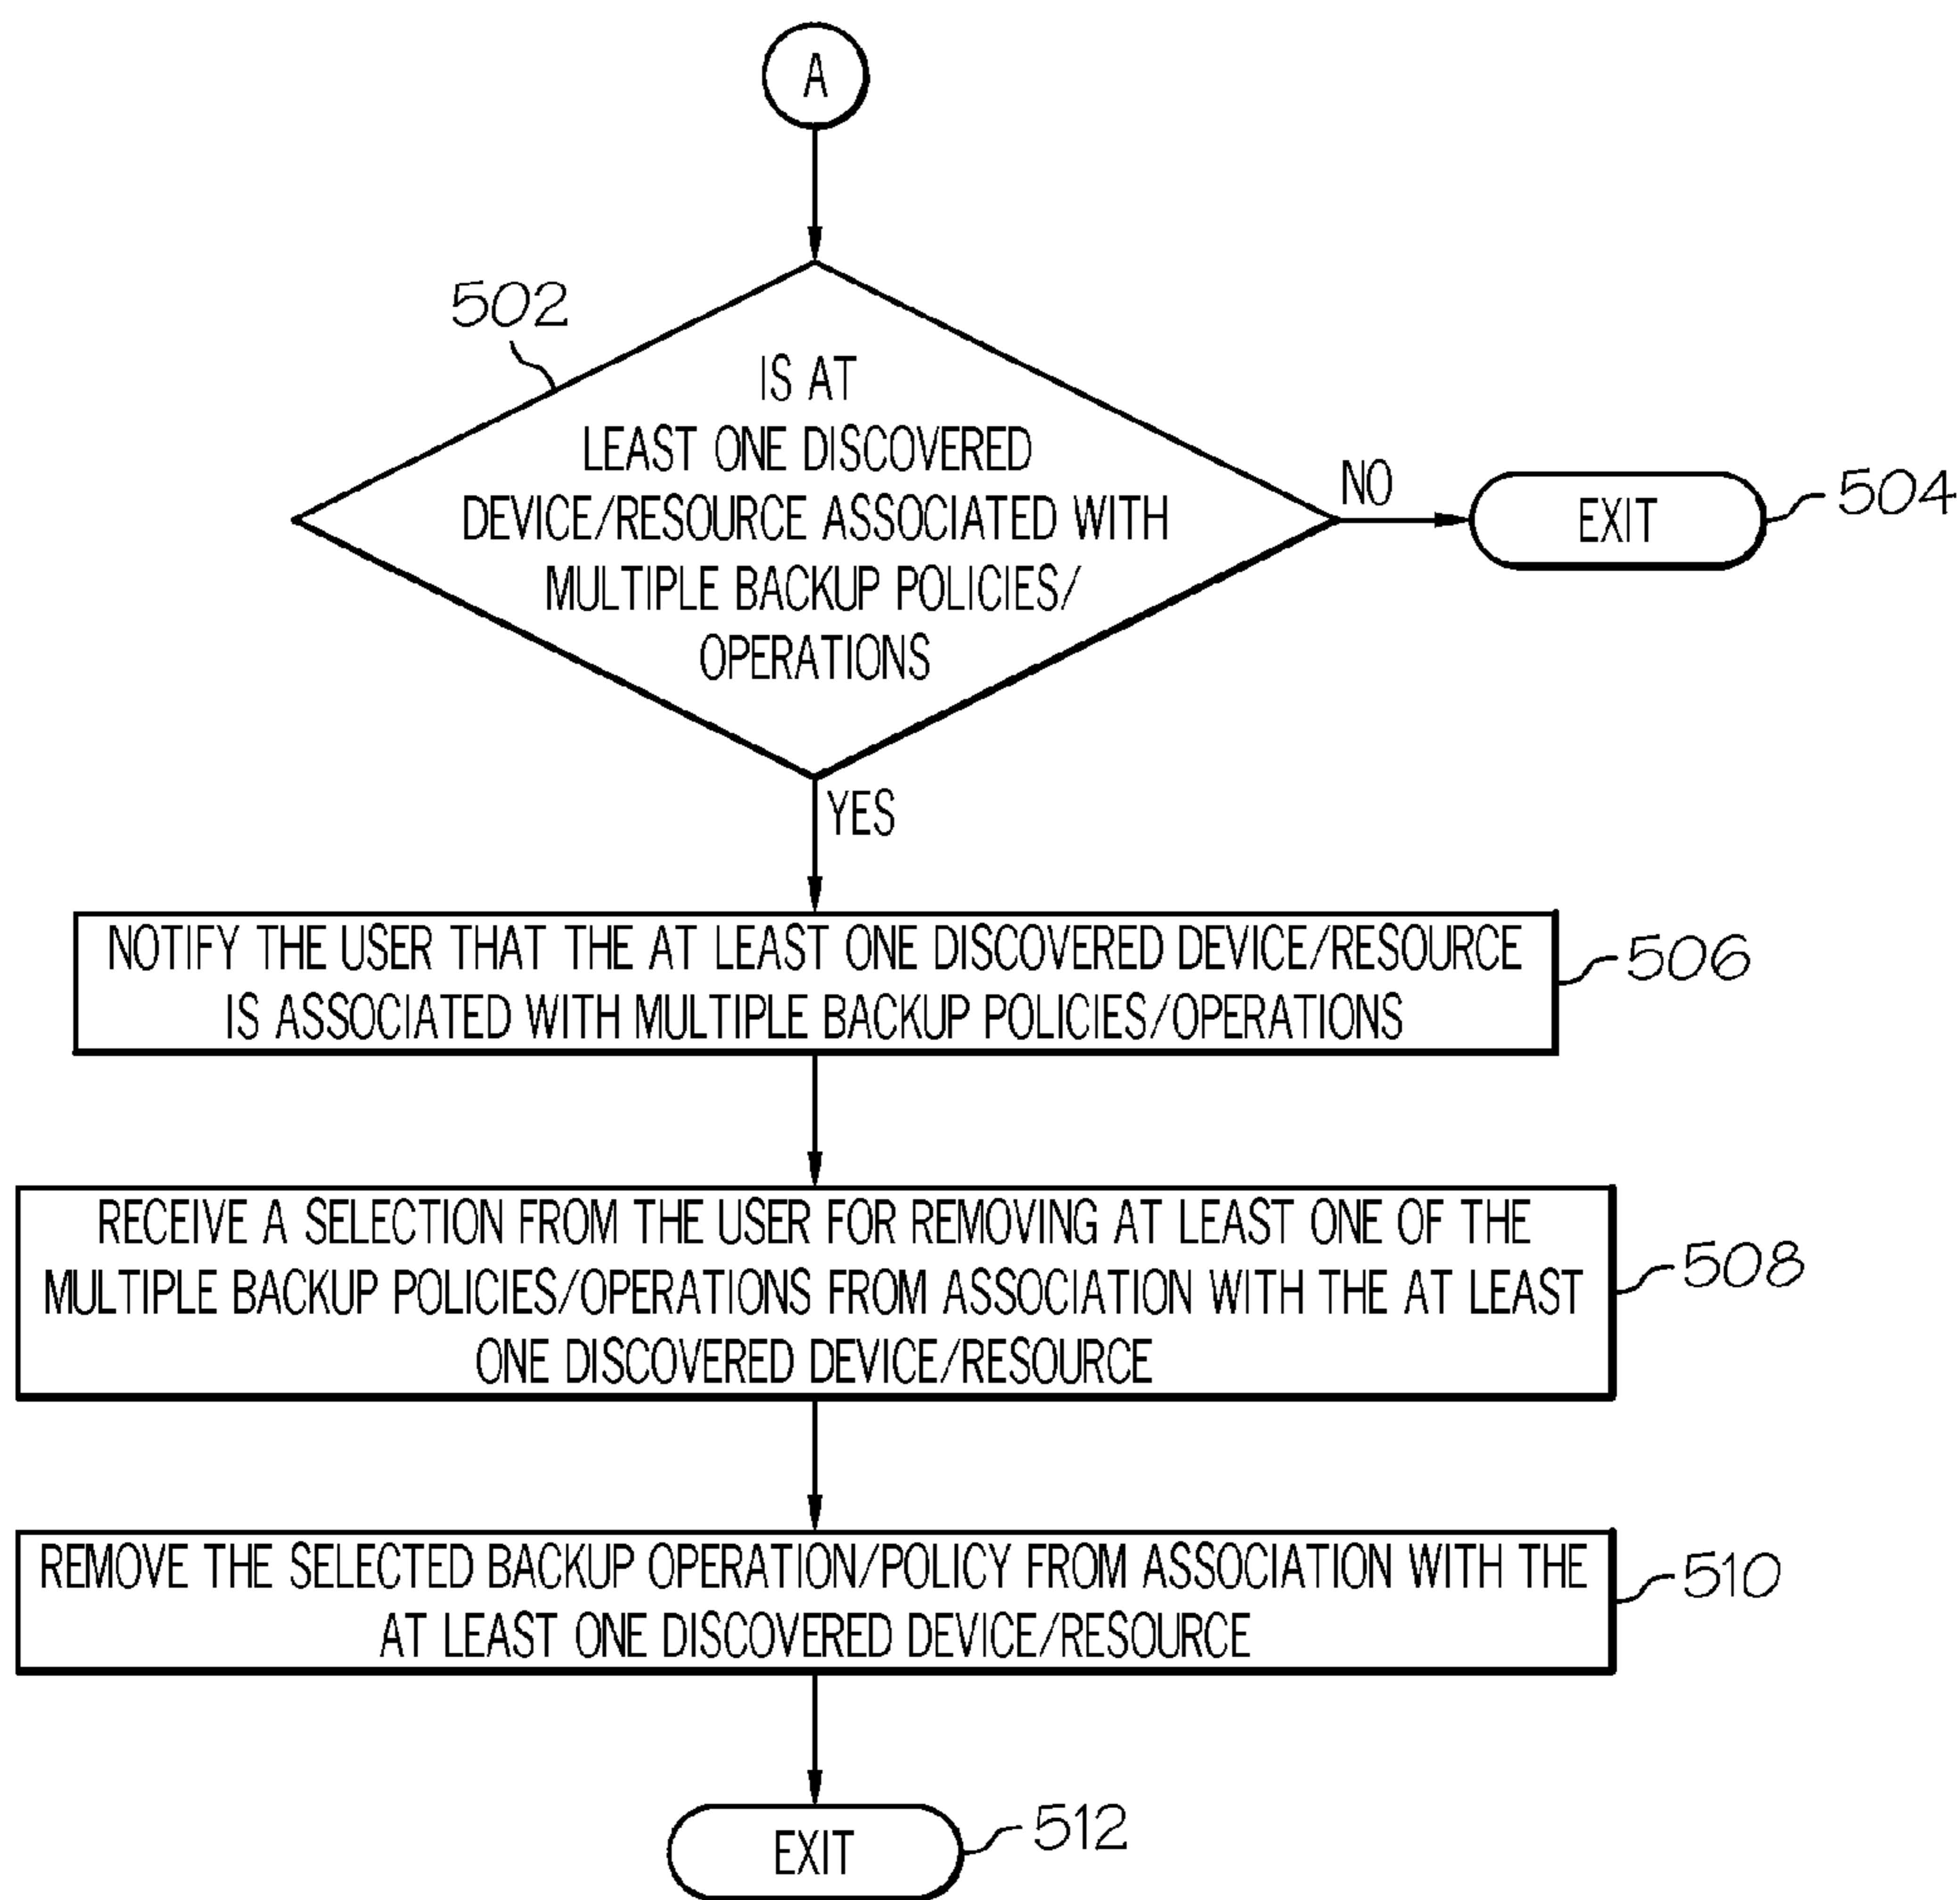 A
502
IS AT
LEAST ONE DISCOVERED
DEVICE/RESOURCE ASSOCIATED WITH
MULTIPLE BACKUP POLICIES/
OPERATIONS
NO
EXIT
504
YES
NOTIFY THE USER THAT THE AT LEAST ONE DISCOVERED DEVICE/RESOURCE
IS ASSOCIATED WITH MULTIPLE BACKUP POLICIES/OPERATIONS
506
RECEIVE A SELECTION FROM THE USER FOR REMOVING AT LEAST ONE OF THE
MULTIPLE BACKUP POLICIES/OPERATIONS FROM ASSOCIATION WITH THE AT LEAST
ONE DISCOVERED DEVICE/RESOURCE
508
REMOVE THE SELECTED BACKUP OPERATION/POLICY FROM ASSOCIATION WITH THE
AT LEAST ONE DISCOVERED DEVICE/RESOURCE
510
EXIT
512